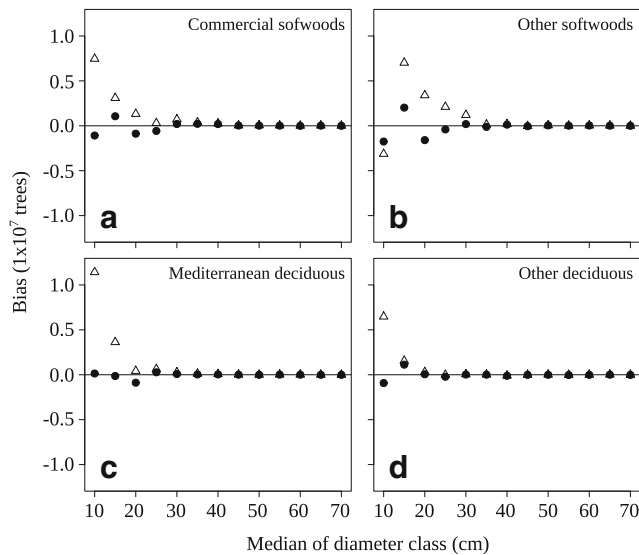 Commercial sofwoods
Other softwoods
1.0
0.5
0.0
-0.5
-1.0
a
b
Bias (1x10⁷ trees)
Mediterranean deciduous
Other deciduous
1.0
0.5
0.0
-0.5
-1.0
c
d
10 20 30 40 50 60 70 10 20 30 40 50 60 70
Median of diameter class (cm)